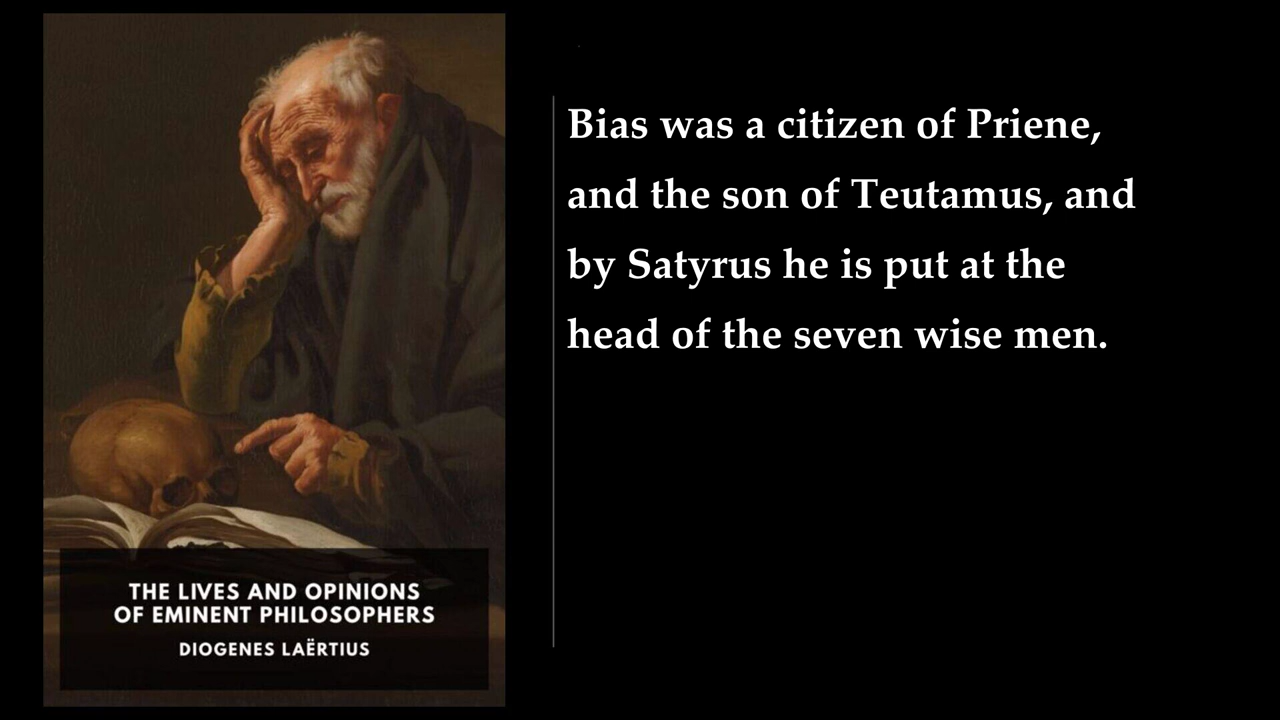 THE LIVES AND OPINIONS
OF EMINENT PHILOSOPHERS
DIOGENES LAËRTIUS
Bias was a citizen of Priene,
and the son of Teutamus, and
by Satyrus he is put at the
head of the seven wise men.